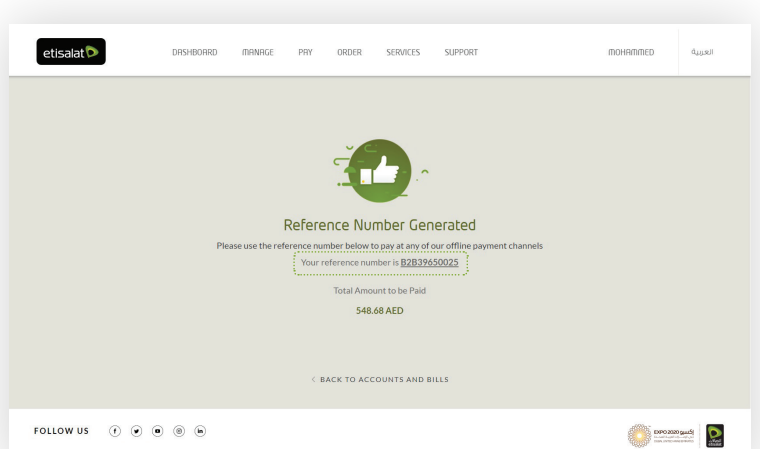 etisalat
DASHBOARD MANAGE PAY ORDER SERVICES SUPPORT MOHAMMED العربية
Reference Number Generated
Please use the reference number below to pay at any of our offline payment channels
Your reference number is B2B39650025
Total Amount to be Paid
548.68 AED
< BACK TO ACCOUNTS AND BILLS
FOLLOW US
EXPO 2020 إكسبو